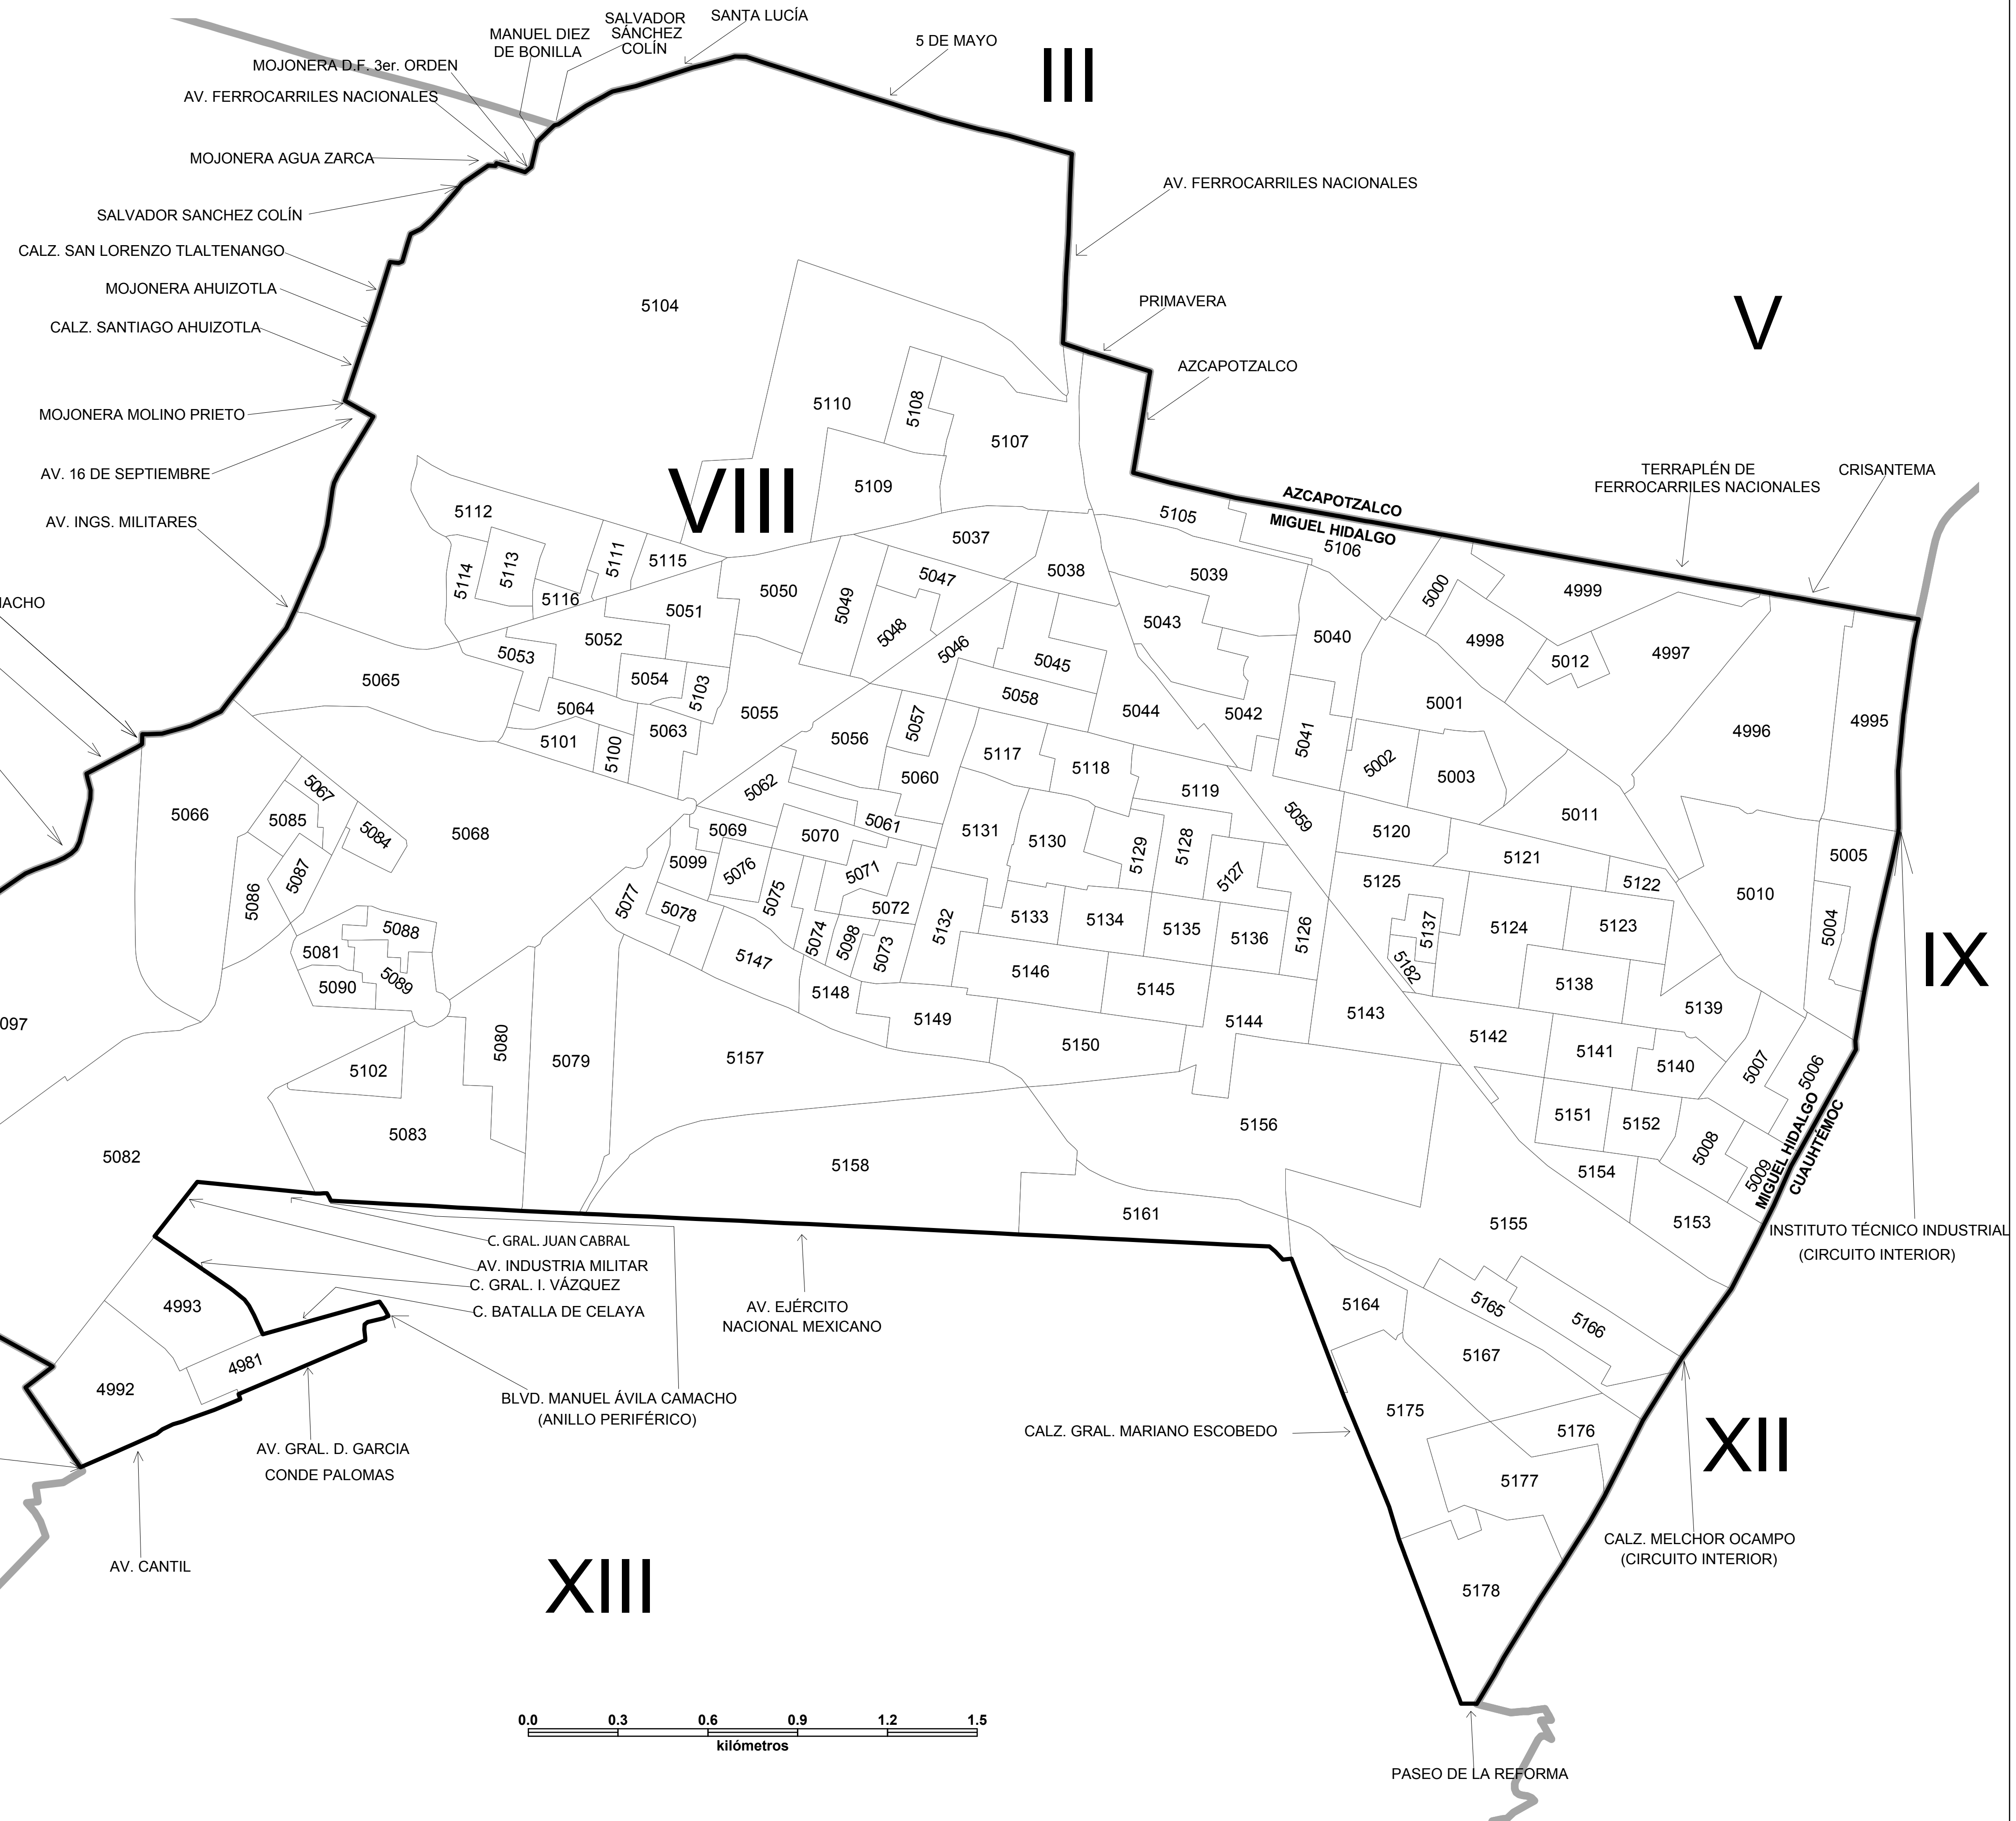 SANTA LUCÍA
SALVADOR
SÁNCHEZ
COLÍN
MANUEL DIEZ
DE BONILLA
5 DE MAYO
III
MOJONERA D.F. 3er. ORDEN
AV. FERROCARRILES NACIONALES
MOJONERA AGUA ZARCA
AV. FERROCARRILES NACIONALES
SALVADOR SANCHEZ COLÍN
CALZ. SAN LORENZO TLALTENANGO
MOJONERA AHUIZOTLA
PRIMAVERA
5104
V
CALZ. SANTIAGO AHUIZOTLA
AZCAPOTZALCO
MOJONERA MOLINO PRIETO
5110
5108
5107
AV. 16 DE SEPTIEMBRE
TERRAPLÉN DE
FERROCARRILES NACIONALES
CRISANTEMA
VIII
5109
AZCAPOTZALCO
MIGUEL HIDALGO
5112
5105
5106
AV. INGS. MILITARES
5037
5111
5115
5113
5114
5116
5038
5039
5047
5050
5049
5000
4999
IACHO
5051
5052
5048
5043
5040
4998
5046
5053
5045
5012
4997
5065
5054
5103
5058
5064
5055
5044
5042
5001
4995
5057
5063
5056
5101
5100
5041
4996
5117
5118
5002
5003
5060
5062
5119
5067
5066
5085
5068
5084
5069
5070
5061
5131
5130
5059
5120
5011
5128
5129
5099
5076
5071
5127
5121
5005
5087
5086
5075
5125
5122
5010
5077
5078
5072
5132
5133
5134
5135
5136
5126
5137
5124
5123
5004
5088
5074
5098
5073
5081
5147
5146
5145
5182
5138
IX
5090
5089
5148
5139
097
5149
5144
5143
5142
5080
5079
5157
5150
5141
5140
5007
5006
5102
5083
5156
5151
5152
5008
5009
MIGUEL HIDALGO
CUAUHTÉMOC
5082
5158
5154
5161
5155
5153
INSTITUTO TÉCNICO INDUSTRIAL
(CIRCUITO INTERIOR)
C. GRAL. JUAN CABRAL
AV. INDUSTRIA MILITAR
C. GRAL. I. VÁZQUEZ
C. BATALLA DE CELAYA
AV. EJÉRCITO
NACIONAL MEXICANO
4993
5164
5165
5166
5167
4981
4992
BLVD. MANUEL ÁVILA CAMACHO
(ANILLO PERIFÉRICO)
5175
CALZ. GRAL. MARIANO ESCOBEDO
5176
XII
AV. GRAL. D. GARCIA
CONDE PALOMAS
5177
CALZ. MELCHOR OCAMPO
(CIRCUITO INTERIOR)
AV. CANTIL
XIII
5178
0.0 0.3 0.6 0.9 1.2 1.5
kilómetros
PASEO DE LA REFORMA